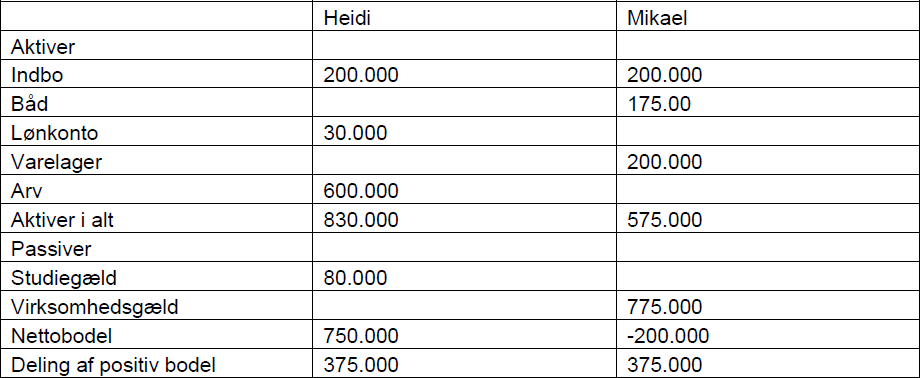 Heidi Mikael
Aktiver
Indbo 200.000 200.000
Båd 175.00
Lønkonto 30.000
Varelager 200.000
Arv 600.000
Aktiver i alt 830.000 575.000
Passiver
Studiegæld 80.000
Virksomhedsgæld 775.000
Nettobodel 750.000 -200.000
Deling af positiv bodel 375.000 375.000